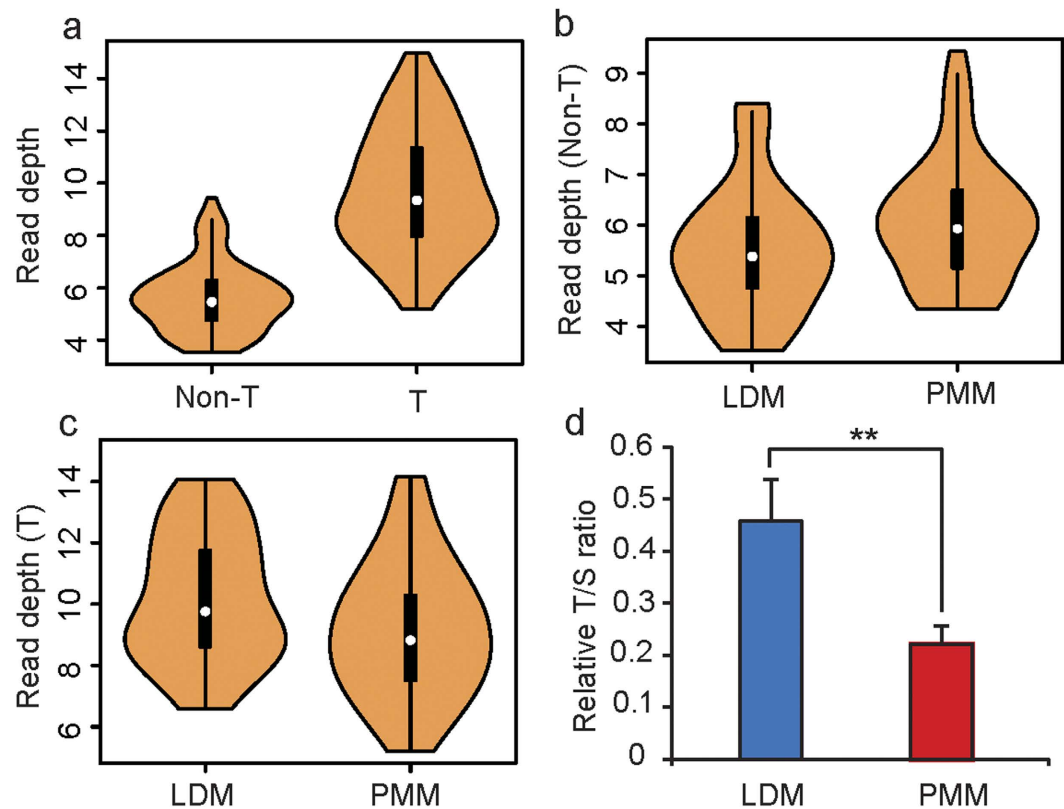 a
Read depth
14
12
10
8
6
4
Non-T
T
b
Read depth (Non-T)
9
8
7
6
5
4
LDM
PMM
c
Read depth (T)
14
12
10
8
6
LDM
PMM
d
Relative T/S ratio
0.6
0.5
0.4
0.3
0.2
0.1
0
**
LDM
PMM